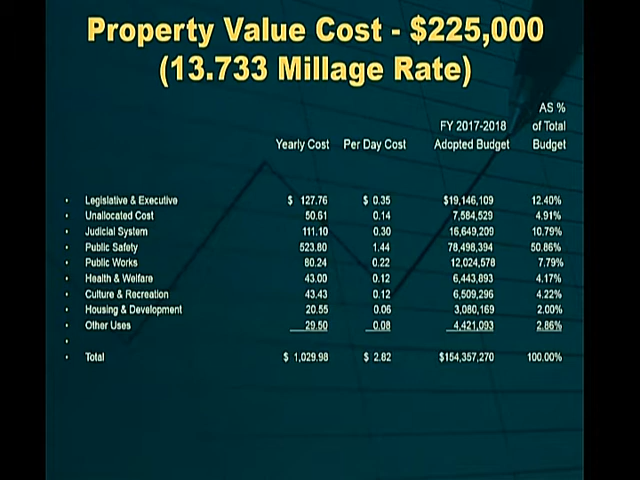 Property Value Cost - $225,000
(13.733 Millage Rate)
AS %
FY 2017-2018 of Total
Yearly Cost Per Day Cost Adopted Budget Budget
• Legislative & Executive $ 127.76 $ 0.35 $19,146,109 12.40%
• Unallocated Cost 50.61 0.14 7,584,529 4.91%
• Judicial System 111.10 0.30 16,649,209 10.79%
• Public Safety 523.80 1.44 78,498,394 50.86%
• Public Works 80.24 0.22 12,024,578 7.79%
• Health & Welfare 43.00 0.12 6,443,893 4.17%
• Culture & Recreation 43.43 0.12 6,509,296 4.22%
• Housing & Development 20.55 0.06 3,080,169 2.00%
• Other Uses 29.50 0.08 4,421,093 2.86%
•
• Total $ 1,029.98 $ 2.82 $154,357,270 100.00%